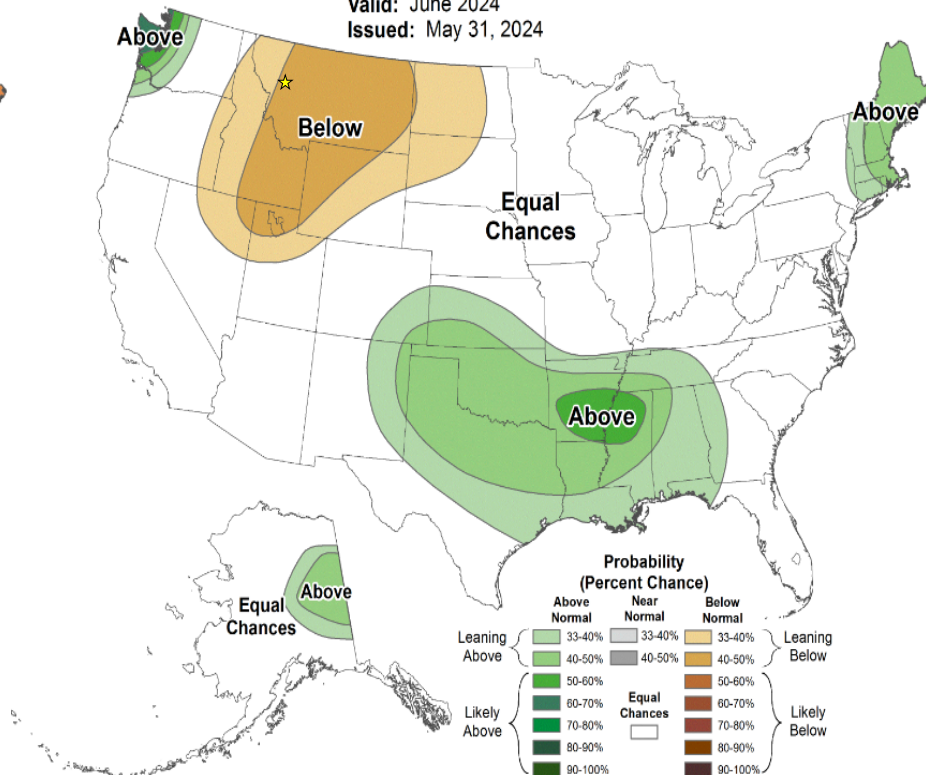 Valid: June 2024
Issued: May 31, 2024
Above
Below
Above
Equal
Chances
Above
Above
Equal
Chances
Probability
(Percent Chance)
Above
Normal
Near
Normal
Below
Normal
Leaning
Above
33-40%
33-40%
33-40%
Leaning
Below
40-50%
40-50%
40-50%
Likely
Above
50-60%
50-60%
60-70%
60-70%
Equal
Chances
70-80%
70-80%
80-90%
80-90%
90-100%
90-100%
Likely
Below